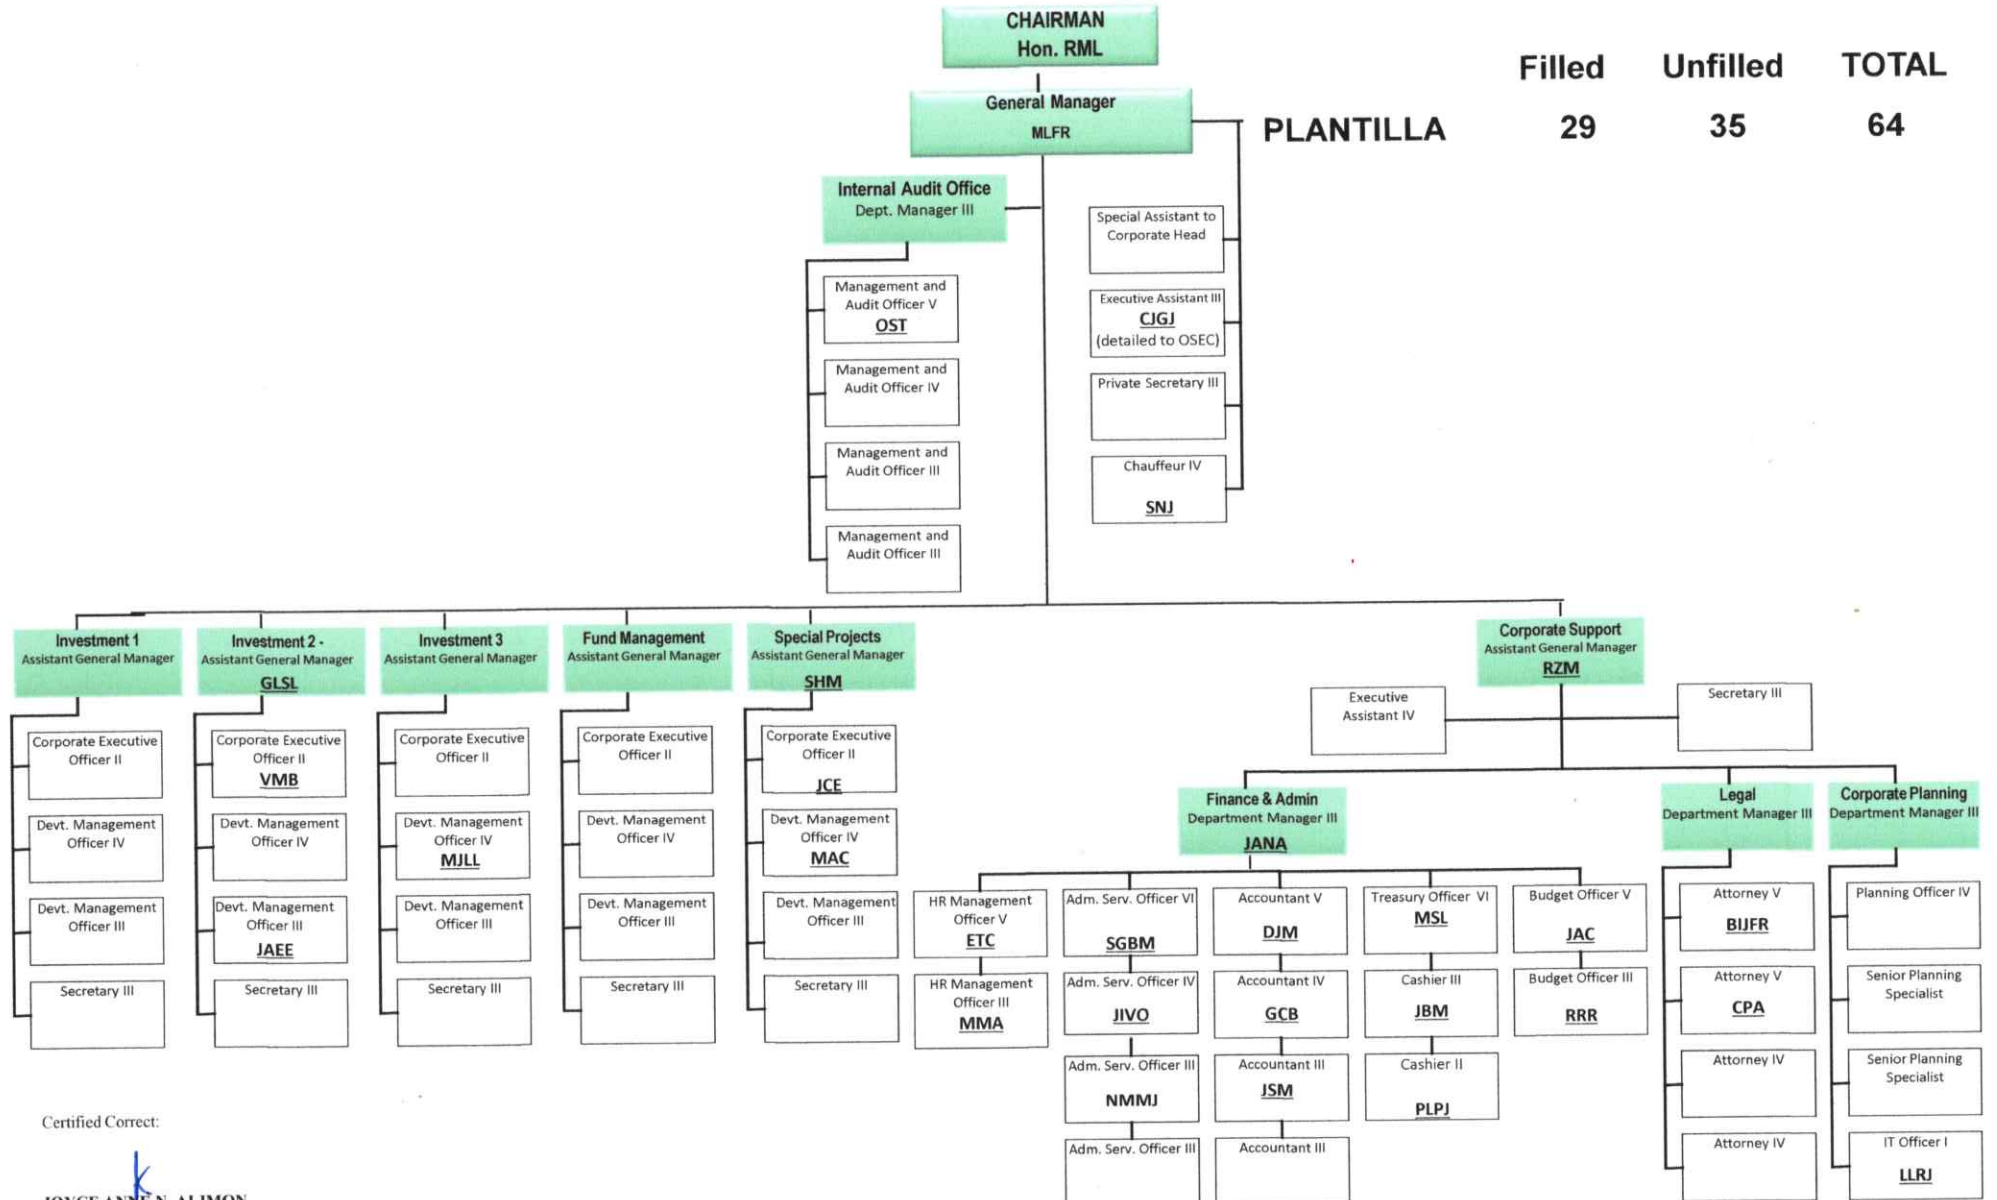 CHAIRMAN
Hon. RML
General Manager
MLFR
Filled Unfilled TOTAL
PLANTILLA 29 35 64
Internal Audit Office
Dept. Manager III
Management and
Audit Officer V
OST
Management and
Audit Officer IV
Management and
Audit Officer III
Management and
Audit Officer III
Special Assistant to
Corporate Head
Executive Assistant III
CJGJ
(detailed to OSEC)
Private Secretary III
Chauffeur IV
SNJ
Investment 1
Assistant General Manager
Corporate Executive
Officer II
Devt. Management
Officer IV
Devt. Management
Officer III
Secretary III
Investment 2 -
Assistant General Manager
GLSL
Corporate Executive
Officer II
VMB
Devt. Management
Officer IV
Devt. Management
Officer III
JAEE
Secretary III
Investment 3
Assistant General Manager
Corporate Executive
Officer II
Devt. Management
Officer IV
MJLL
Devt. Management
Officer III
Secretary III
Fund Management
Assistant General Manager
Corporate Executive
Officer II
Devt. Management
Officer IV
Devt. Management
Officer III
Secretary III
Special Projects
Assistant General Manager
SHM
Corporate Executive
Officer II
JCE
Devt. Management
Officer IV
MAC
Devt. Management
Officer III
Secretary III
Corporate Support
Assistant General Manager
RZM
Executive
Assistant IV
Secretary III
Finance & Admin
Department Manager III
JANA
HR Management
Officer V
ETC
HR Management
Officer III
MMA
Adm. Serv. Officer VI
SGBM
Adm. Serv. Officer IV
JIVO
Adm. Serv. Officer III
NMMJ
Adm. Serv. Officer III
Accountant V
DJM
Accountant IV
GCB
Accountant III
JSM
Accountant III
Treasury Officer VI
MSL
Cashier III
JBM
Cashier II
PLPJ
Budget Officer V
JAC
Budget Officer III
RRR
Legal
Department Manager III
Attorney V
BIJFR
Attorney V
CPA
Attorney IV
Attorney IV
Corporate Planning
Department Manager III
Planning Officer IV
Senior Planning
Specialist
Senior Planning
Specialist
IT Officer I
LLRJ
Certified Correct:
JOYCE ANNE N. ALIMON